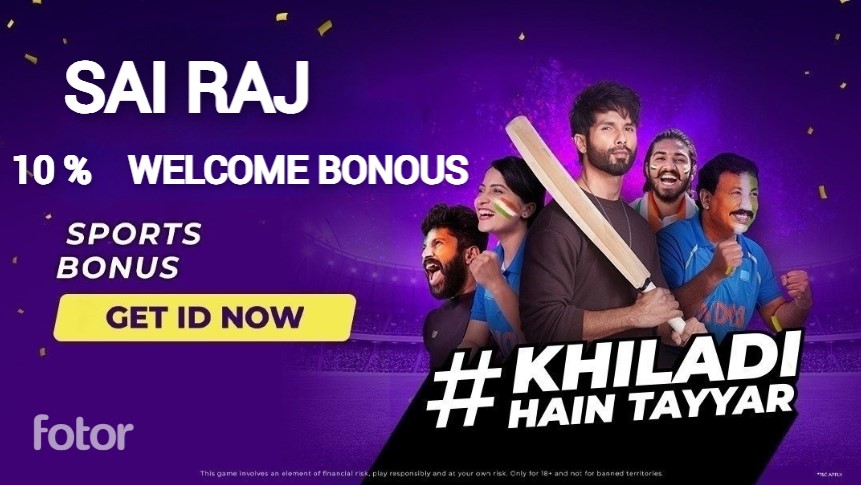 SAI RAJ
10 % WELCOME BONOUS
SPORTS
BONUS
GET ID NOW
#KHILADI
HAIN TAYYAR
fotor
This game involves an element of financial risk, play responsibly and at your own risk. Only for 18+ and not for banned territories.
*T&C APPLY